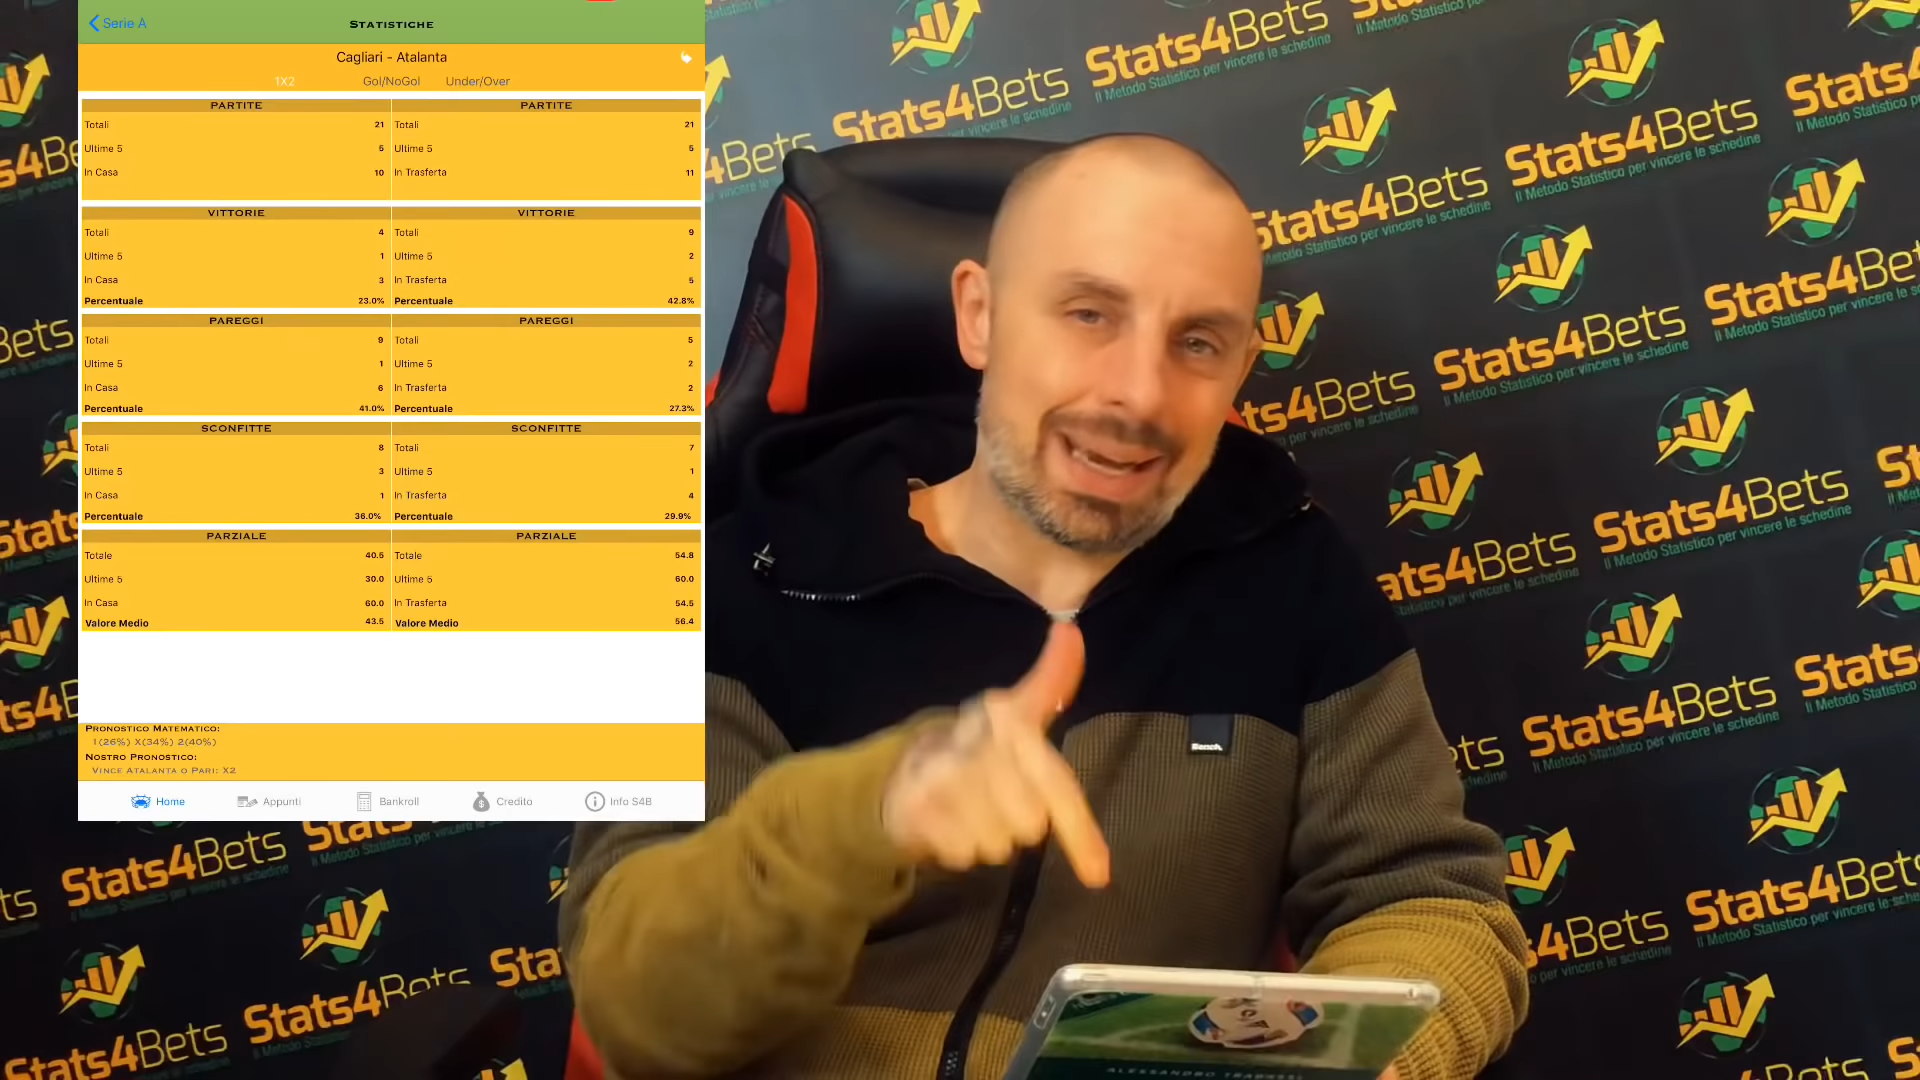 Serie A
Statistiche
Cagliari - Atalanta
1X2 Gol/NoGol Under/Over
PARTITE PARTITE
Totali 21 Totali 21
Ultime 5 5 Ultime 5 5
In Casa 10 In Trasferta 11
VITTORIE VITTORIE
Totali 4 Totali 9
Ultime 5 1 Ultime 5 2
In Casa 3 In Trasferta 5
Percentuale 23.0% Percentuale 42.8%
PAREGGI PAREGGI
Totali 9 Totali 5
Ultime 5 1 Ultime 5 2
In Casa 6 In Trasferta 2
Percentuale 41.0% Percentuale 27.3%
SCONFITTE SCONFITTE
Totali 8 Totali 7
Ultime 5 3 Ultime 5 1
In Casa 1 In Trasferta 4
Percentuale 36.0% Percentuale 29.9%
PARZIALE PARZIALE
Totale 40.5 Totale 54.8
Ultime 5 30.0 Ultime 5 60.0
In Casa 60.0 In Trasferta 54.5
Valore Medio 43.5 Valore Medio 56.4
Pronostico Matematico:
1(26%) X(34%) 2(40%)
Nostro Pronostico:
Vince Atalanta o Pari: X2
Home Appunti Bankroll Credito Info S4B
Stats4Bets
Il Metodo Statistico per vincere le schedine
Bench.